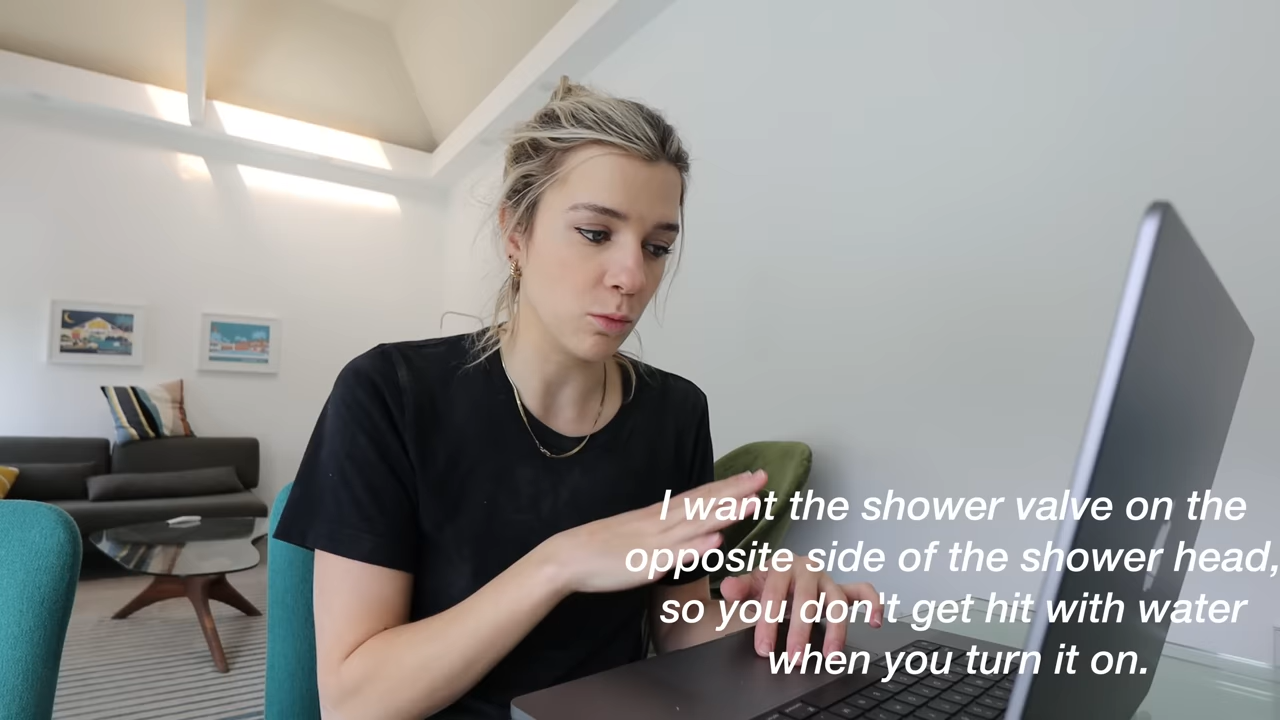 I want the shower valve on the
opposite side of the shower head,
so you don't get hit with water
when you turn it on.